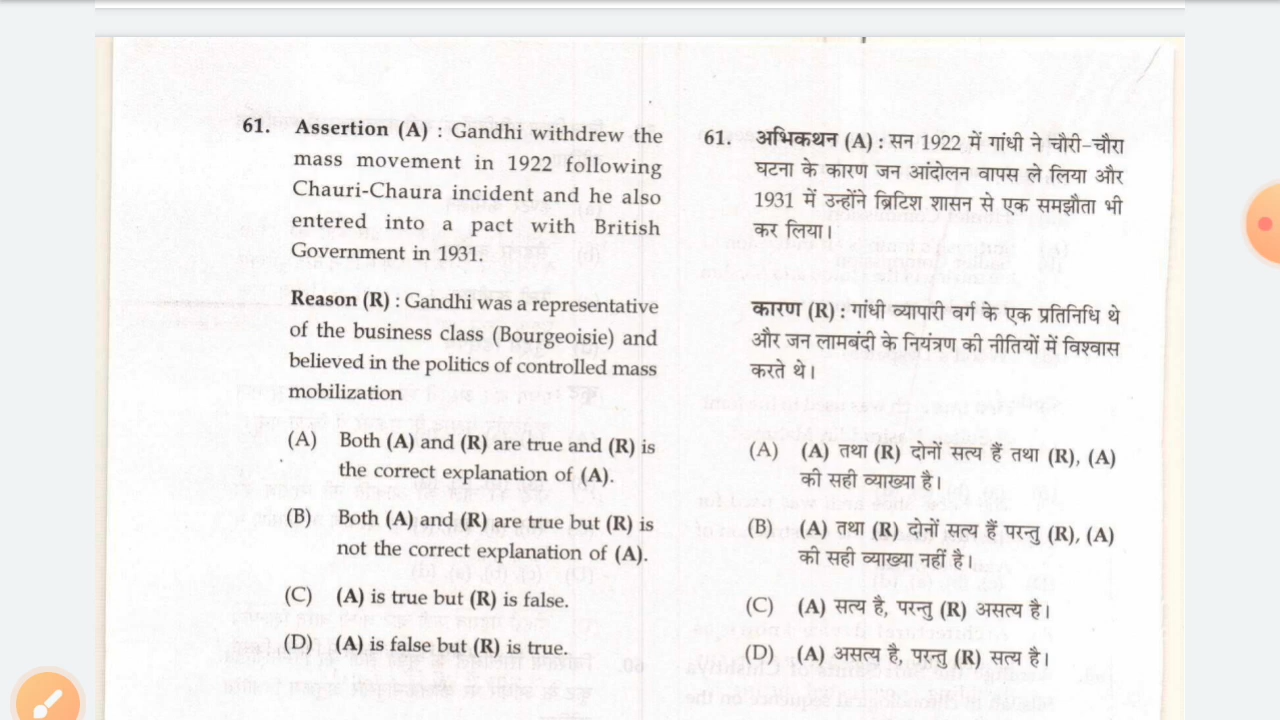 61. Assertion (A) : Gandhi withdrew the
mass movement in 1922 following
Chauri-Chaura incident and he also
entered into a pact with British
Government in 1931.
Reason (R) : Gandhi was a representative
of the business class (Bourgeoisie) and
believed in the politics of controlled mass
mobilization
(A) Both (A) and (R) are true and (R) is
the correct explanation of (A).
(B) Both (A) and (R) are true but (R) is
not the correct explanation of (A).
(C) (A) is true but (R) is false.
(D) (A) is false but (R) is true.
61. अभिकथन (A) : सन 1922 में गांधी ने चौरी-चौरा
घटना के कारण जन आंदोलन वापस ले लिया और
1931 में उन्होंने ब्रिटिश शासन से एक समझौता भी
कर लिया।
कारण (R) : गांधी व्यापारी वर्ग के एक प्रतिनिधि थे
और जन लामबंदी के नियंत्रण की नीतियों में विश्वास
करते थे।
(A) (A) तथा (R) दोनों सत्य हैं तथा (R), (A)
की सही व्याख्या है।
(B) (A) तथा (R) दोनों सत्य हैं परन्तु (R), (A)
की सही व्याख्या नहीं है।
(C) (A) सत्य है, परन्तु (R) असत्य है।
(D) (A) असत्य है, परन्तु (R) सत्य है।